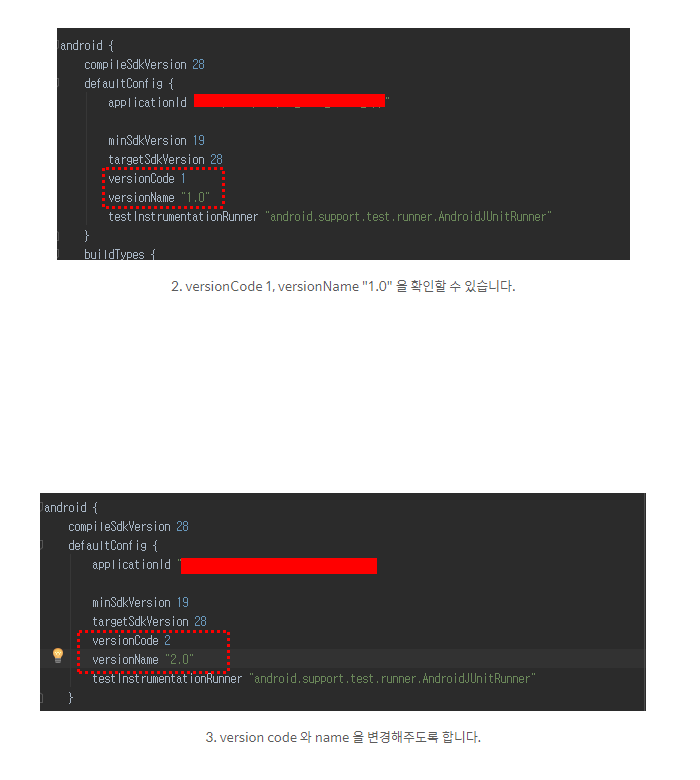 android {
compileSdkVersion 28
defaultConfig {
applicationId
minSdkVersion 19
targetSdkVersion 28
versionCode 1
versionName "1.0"
testInstrumentationRunner "android.support.test.runner.AndroidJUnitRunner"
}
buildTypes {
2. versionCode 1, versionName "1.0" 을 확인할 수 있습니다.
android {
compileSdkVersion 28
defaultConfig {
applicationId "
minSdkVersion 19
targetSdkVersion 28
versionCode 2
versionName "2.0"
testInstrumentationRunner "android.support.test.runner.AndroidJUnitRunner"
}
3. version code 와 name 을 변경해주도록 합니다.